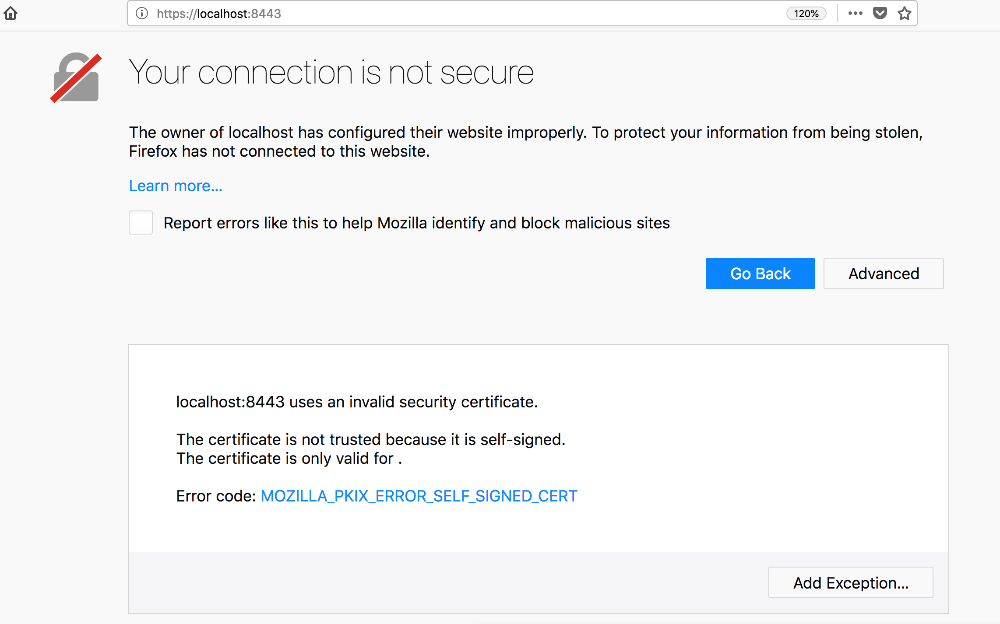 https://localhost:8443
120%
Your connection is not secure
The owner of localhost has configured their website improperly. To protect your information from being stolen,
Firefox has not connected to this website.
Learn more...
Report errors like this to help Mozilla identify and block malicious sites
Go Back
Advanced
localhost:8443 uses an invalid security certificate.
The certificate is not trusted because it is self-signed.
The certificate is only valid for .
Error code: MOZILLA_PKIX_ERROR_SELF_SIGNED_CERT
Add Exception...